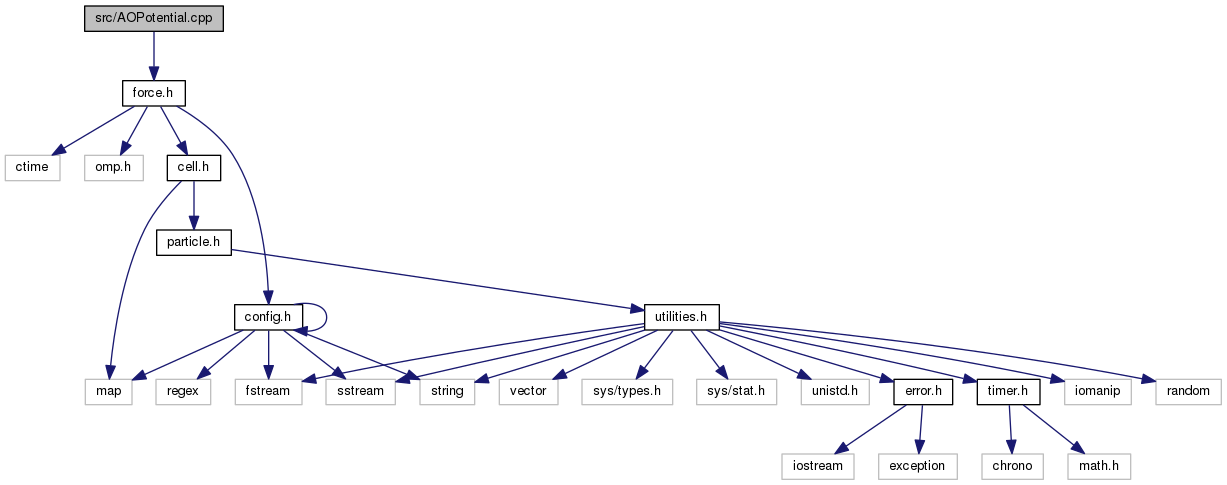 src/AOPotential.cpp
force.h
ctime
omp.h
cell.h
particle.h
config.h
utilities.h
map
regex
fstream
sstream
string
vector
sys/types.h
sys/stat.h
unistd.h
error.h
timer.h
iomanip
random
iostream
exception
chrono
math.h